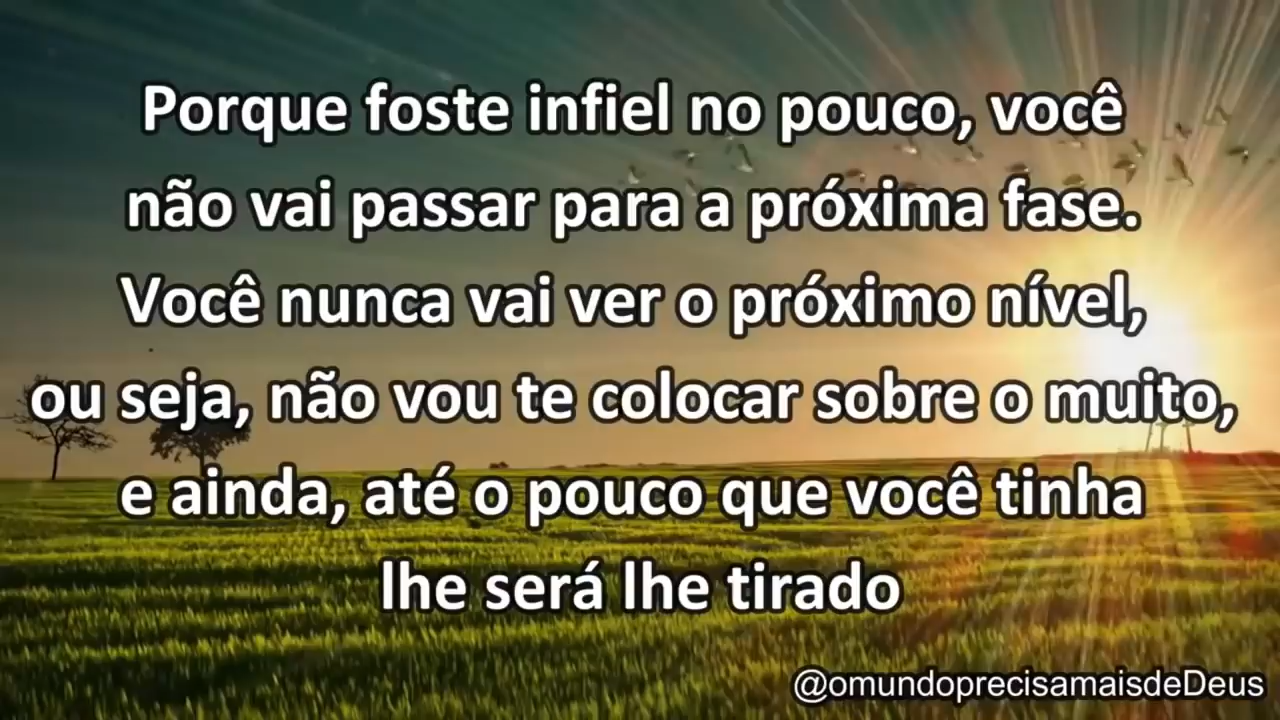 Porque foste infiel no pouco, você
não vai passar para a próxima fase.
Você nunca vai ver o próximo nível,
ou seja, não vou te colocar sobre o muito,
e ainda, até o pouco que você tinha
lhe será lhe tirado
@omundoprecisamaisdeDeus